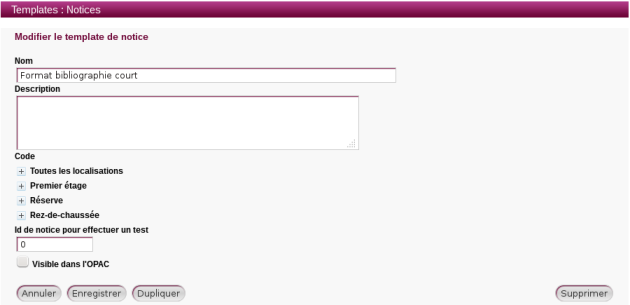 Templates : Notices
Modifier le template de notice
Nom
Format bibliographie court
Description
Code
Toutes les localisations
Premier étage
Réserve
Rez-de-chaussée
Id de notice pour effectuer un test
0
Visible dans l'OPAC
Annuler Enregistrer Dupliquer Supprimer